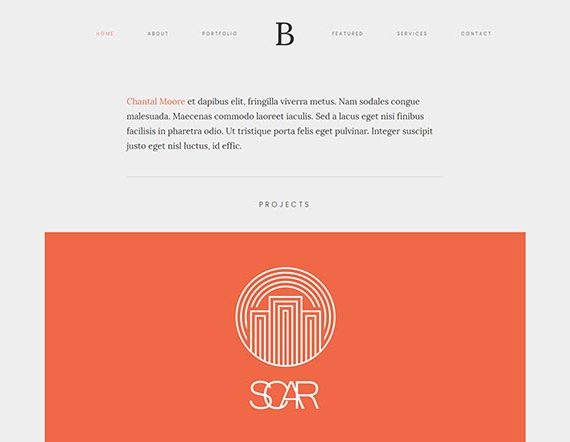 HOME ABOUT PORTFOLIO B FEATURED SERVICES CONTACT
Chantal Moore et dapibus elit, fringilla viverra metus. Nam sodales congue
malesuada. Maecenas commodo laoreet iaculis. Sed a lacus eget nisi finibus
facilisis in pharetra odio. Ut tristique porta felis eget pulvinar. Integer suscipit
justo eget nisl luctus, id effic.
PROJECTS
SCAR